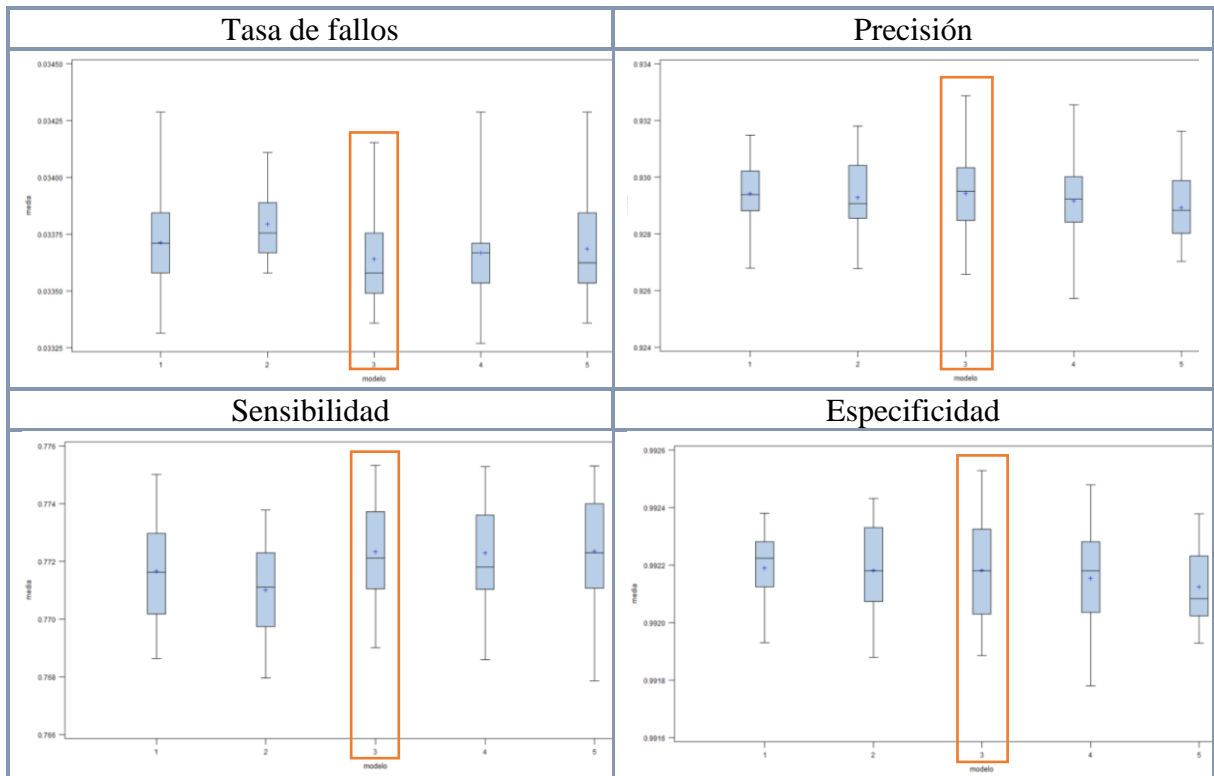 Tasa de fallos
0.03450
0.03425
0.03400
0.03375
0.03350
0.03325
media
1 2 3 4 5
modelo
Precisión
0.934
0.932
0.930
0.928
0.926
0.924
1 2 3 4 5
modelo
Sensibilidad
0.776
0.774
0.772
0.770
0.768
0.766
media
1 2 3 4 5
modelo
Especificidad
0.9926
0.9924
0.9922
0.9920
0.9918
0.9916
media
1 2 3 4 5
modelo